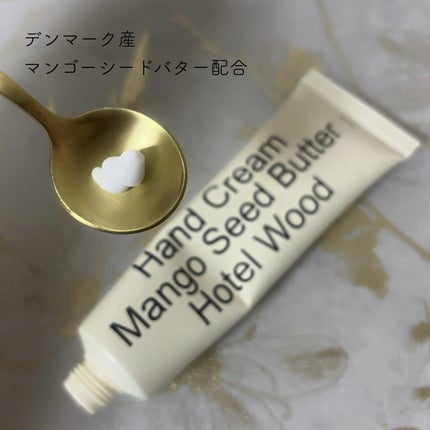 デンマーク産
マンゴーシードバター配合
Hand Cream
Mango Seed Butter
Hotel Wood